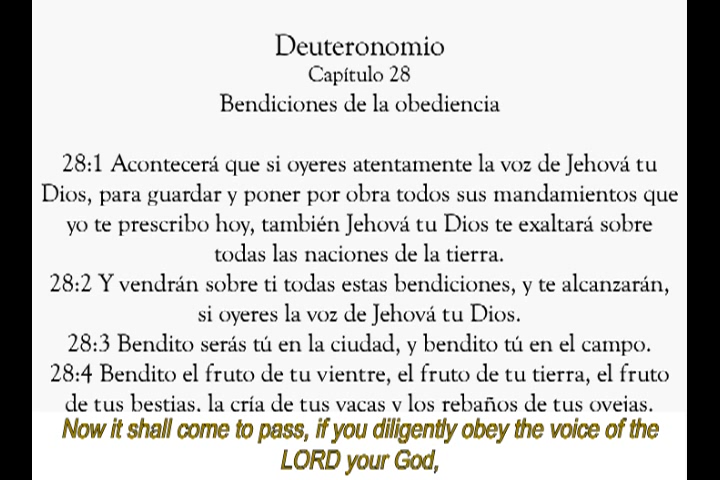 Deuteronomio
Capítulo 28
Bendiciones de la obediencia
28:1 Acontecerá que si oyeres atentamente la voz de Jehová tu
Dios, para guardar y poner por obra todos sus mandamientos que
yo te prescribo hoy, también Jehová tu Dios te exaltará sobre
todas las naciones de la tierra.
28:2 Y vendrán sobre ti todas estas bendiciones, y te alcanzarán,
si oyeres la voz de Jehová tu Dios.
28:3 Bendito serás tú en la ciudad, y bendito tú en el campo.
28:4 Bendito el fruto de tu vientre, el fruto de tu tierra, el fruto
de tus bestias, la cría de tus vacas y los rebaños de tus ovejas.
Now it shall come to pass, if you diligently obey the voice of the
LORD your God,